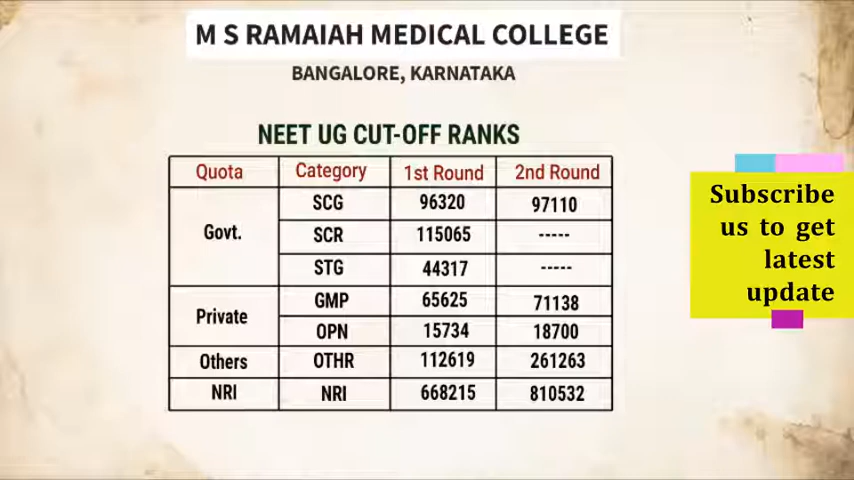 M S RAMAIAH MEDICAL COLLEGE
BANGALORE, KARNATAKA
NEET UG CUT-OFF RANKS
Quota Category 1st Round 2nd Round
Govt. SCG 96320 97110
SCR 115065 -----
STG 44317 -----
Private GMP 65625 71138
OPN 15734 18700
Others OTHR 112619 261263
NRI NRI 668215 810532
Subscribe
us to get
latest
update